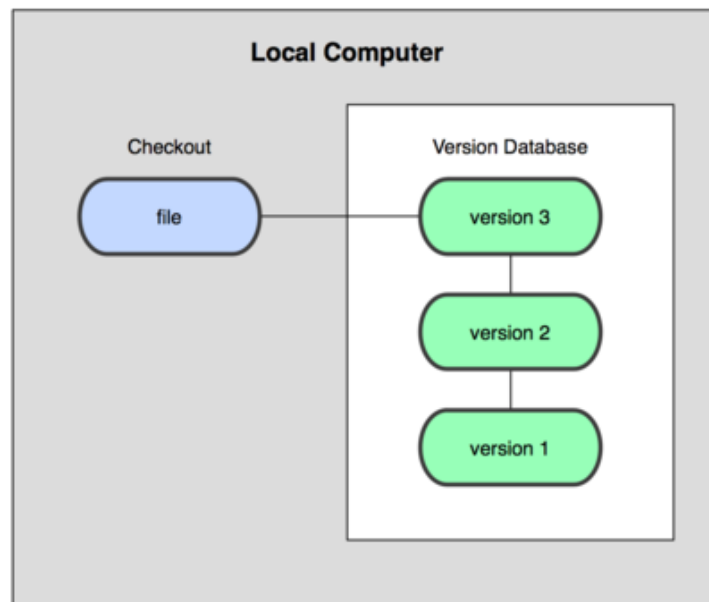 Local Computer
Checkout
Version Database
file
version 3
version 2
version 1